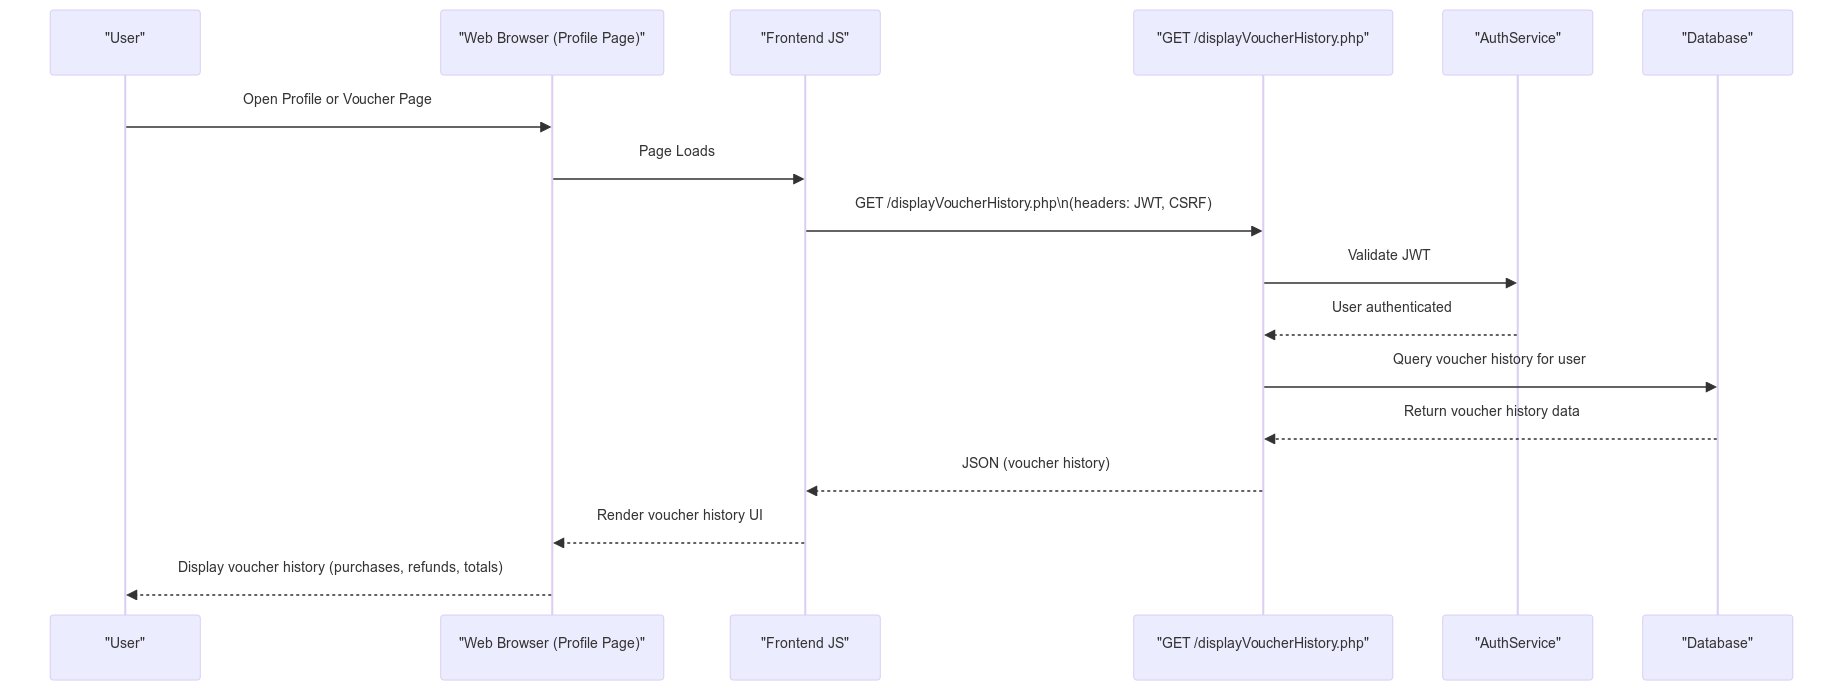 "User"
"Web Browser (Profile Page)"
"Frontend JS"
"GET /displayVoucherHistory.php"
"AuthService"
"Database"
Open Profile or Voucher Page
Page Loads
GET /displayVoucherHistory.php\n(headers: JWT, CSRF)
Validate JWT
User authenticated
Query voucher history for user
Return voucher history data
JSON (voucher history)
Render voucher history UI
Display voucher history (purchases, refunds, totals)
"User"
"Web Browser (Profile Page)"
"Frontend JS"
"GET /displayVoucherHistory.php"
"AuthService"
"Database"